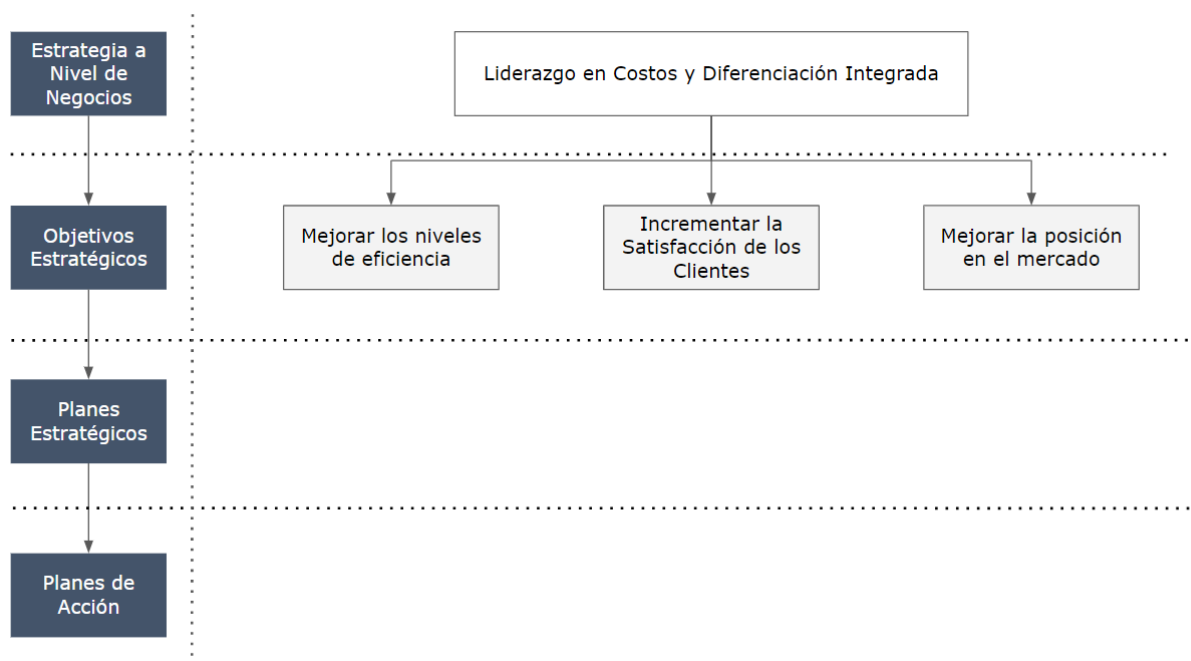 Estrategia a
Nivel de
Negocios
Liderazgo en Costos y Diferenciación Integrada
Objetivos
Estratégicos
Mejorar los niveles
de eficiencia
Incrementar la
Satisfacción de los
Clientes
Mejorar la posición
en el mercado
Planes
Estratégicos
Planes de
Acción